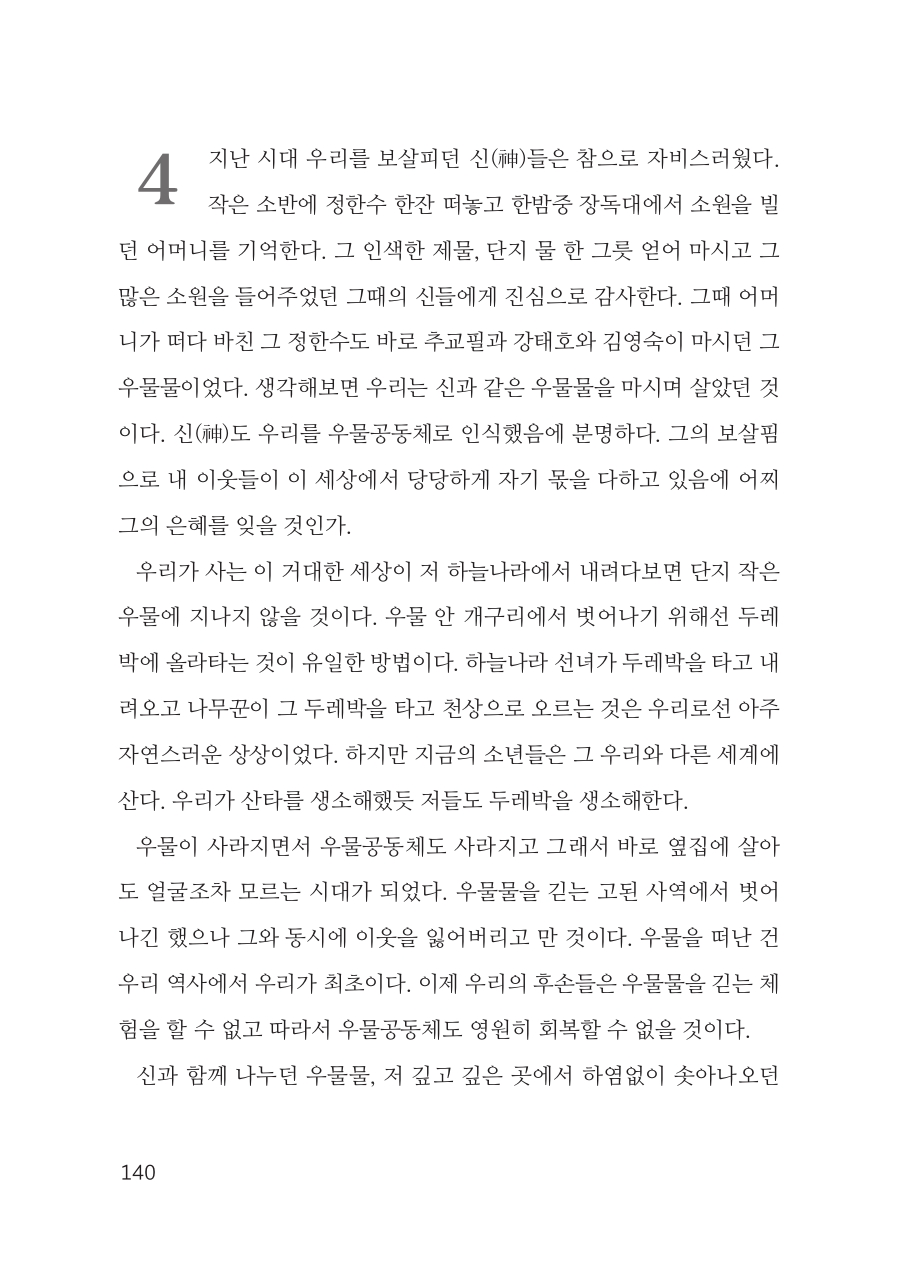 4
지난 시대 우리를 보살피던 신(神)들은 참으로 자비스러웠다.
작은 소반에 정한수 한잔 떠놓고 한밤중 장독대에서 소원을 빌
던 어머니를 기억한다. 그 인색한 제물, 단지 물 한 그릇 얻어 마시고 그
많은 소원을 들어주었던 그때의 신들에게 진심으로 감사한다. 그때 어머
니가 떠다 바친 그 정한수도 바로 추교필과 강태호와 김영숙이 마시던 그
우물물이었다. 생각해보면 우리는 신과 같은 우물물을 마시며 살았던 것
이다. 신(神)도 우리를 우물공동체로 인식했음에 분명하다. 그의 보살핌
으로 내 이웃들이 이 세상에서 당당하게 자기 몫을 다하고 있음에 어찌
그의 은혜를 잊을 것인가.
우리가 사는 이 거대한 세상이 저 하늘나라에서 내려다보면 단지 작은
우물에 지나지 않을 것이다. 우물 안 개구리에서 벗어나기 위해선 두레
박에 올라타는 것이 유일한 방법이다. 하늘나라 선녀가 두레박을 타고 내
려오고 나무꾼이 그 두레박을 타고 천상으로 오르는 것은 우리로선 아주
자연스러운 상상이었다. 하지만 지금의 소년들은 그 우리와 다른 세계에
산다. 우리가 산타를 생소해했듯 저들도 두레박을 생소해한다.
우물이 사라지면서 우물공동체도 사라지고 그래서 바로 옆집에 살아
도 얼굴조차 모르는 시대가 되었다. 우물물을 긷는 고된 사역에서 벗어
나긴 했으나 그와 동시에 이웃을 잃어버리고 만 것이다. 우물을 떠난 건
우리 역사에서 우리가 최초이다. 이제 우리의 후손들은 우물물을 긷는 체
험을 할 수 없고 따라서 우물공동체도 영원히 회복할 수 없을 것이다.
신과 함께 나누던 우물물, 저 깊고 깊은 곳에서 하염없이 솟아나오던
140